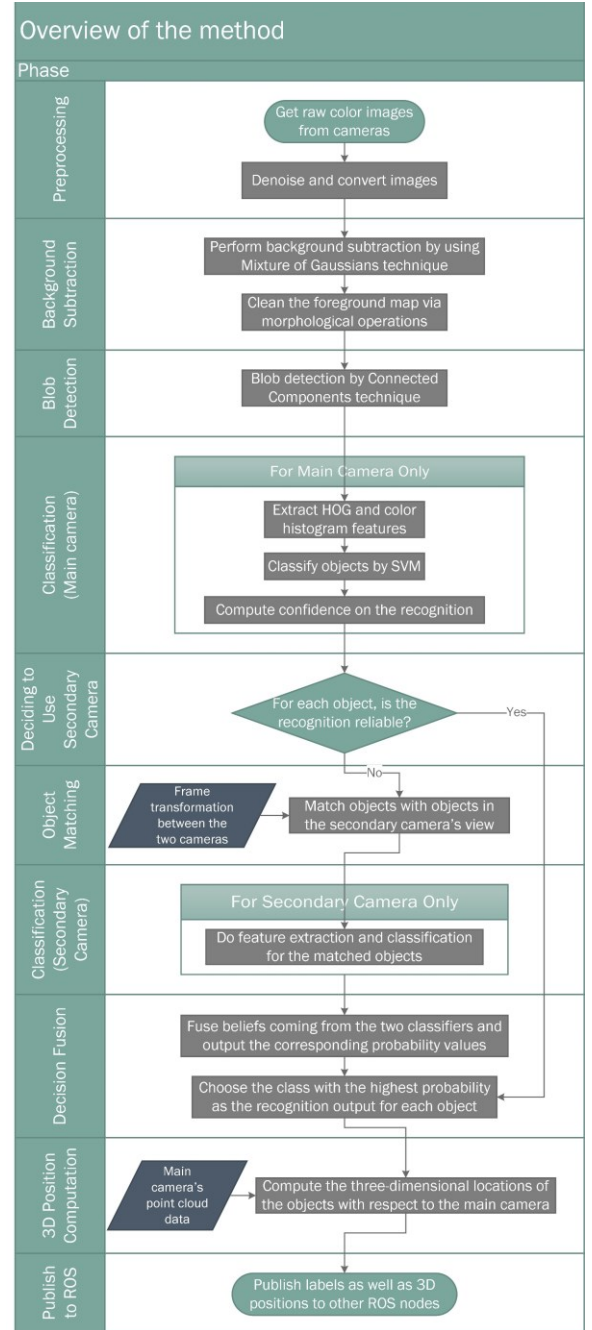 Overview of the method
Phase
Preprocessing
Get raw color images
from cameras
Denoise and convert images
Background
Subtraction
Perform background subtraction by using
Mixture of Gaussians technique
Clean the foreground map via
morphological operations
Blob
Detection
Blob detection by Connected
Components technique
Classification
(Main camera)
For Main Camera Only
Extract HOG and color
histogram features
Classify objects by SVM
Compute confidence on the recognition
Deciding to
Use
Secondary
Camera
For each object, is the
recognition reliable?
Yes
No
Object
Matching
Frame
transformation
between the
two cameras
Match objects with objects in
the secondary camera's view
Classification
(Secondary
Camera)
For Secondary Camera Only
Do feature extraction and classification
for the matched objects
Decision Fusion
Fuse beliefs coming from the two classifiers and
output the corresponding probability values
Choose the class with the highest probability
as the recognition output for each object
3D Position
Computation
Main
camera's
point cloud
data
Compute the three-dimensional locations of
the objects with respect to the main camera
Publish
to ROS
Publish labels as well as 3D
positions to other ROS nodes